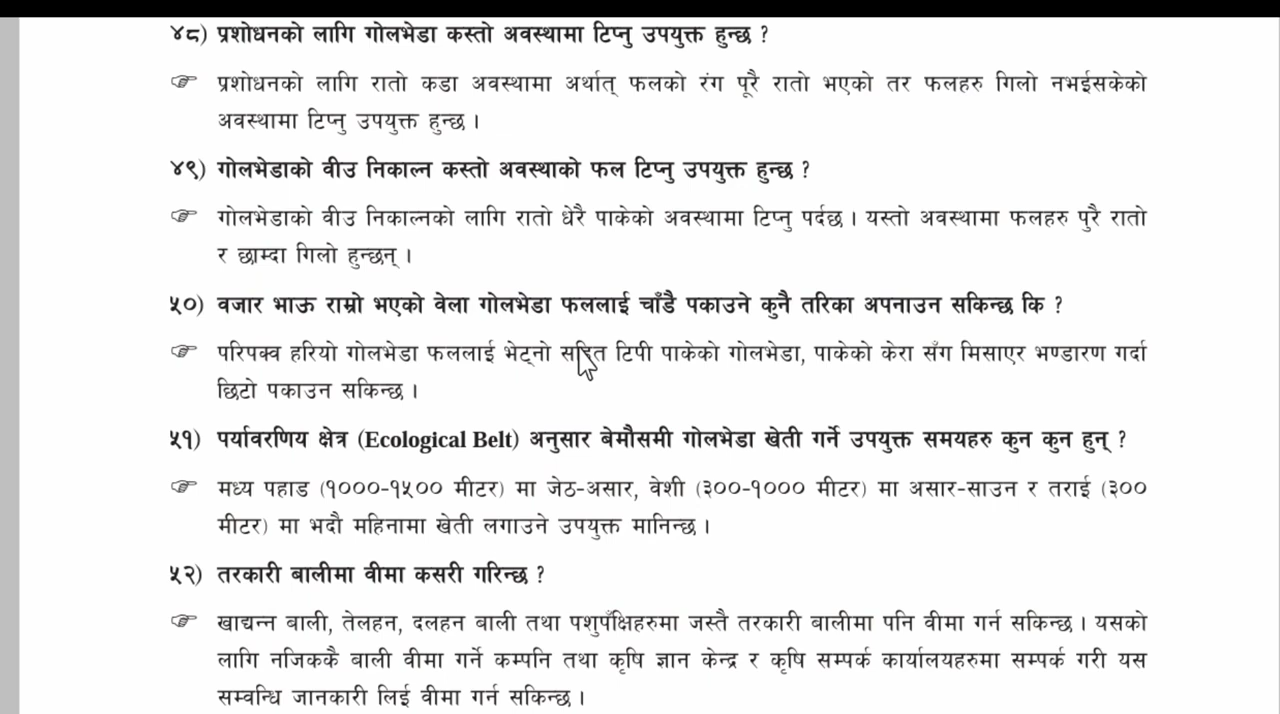 ४८) प्रशोधनको लागि गोलभेडा कस्तो अवस्थामा टिप्नु उपयुक्त हुन्छ ?
☞ प्रशोधनको लागि रातो कडा अवस्थामा अर्थात् फलको रंग पूरै रातो भएको तर फलहरु गिलो नभईसकेको
अवस्थामा टिप्नु उपयुक्त हुन्छ ।
४९) गोलभेडाको वीउ निकाल्न कस्तो अवस्थाको फल टिप्नु उपयुक्त हुन्छ ?
☞ गोलभेडाको वीउ निकाल्नको लागि रातो धेरै पाकेको अवस्थामा टिप्नु पर्दछ । यस्तो अवस्थामा फलहरु पुरै रातो
र छाम्दा गिलो हुन्छन् ।
५०) वजार भाऊ राम्रो भएको वेला गोलभेडा फललाई चाँडै पकाउने कुनै तरिका अपनाउन सकिन्छ कि ?
☞ परिपक्व हरियो गोलभेडा फललाई भेट्नो सहित टिपी पाकेको गोलभेडा, पाकेको केरा सँग मिसाएर भण्डारण गर्दा
छिटो पकाउन सकिन्छ ।
५१) पर्यावरणिय क्षेत्र (Ecological Belt) अनुसार बेमौसमी गोलभेडा खेती गर्ने उपयुक्त समयहरु कुन कुन हुन् ?
☞ मध्य पहाड (१०००-१५०० मीटर) मा जेठ-असार, वेशी (३००-१००० मीटर) मा असार-साउन र तराई (३००
मीटर) मा भदौ महिनामा खेती लगाउने उपयुक्त मानिन्छ ।
५२) तरकारी बालीमा वीमा कसरी गरिन्छ ?
☞ खाद्यन्न बाली, तेलहन, दलहन बाली तथा पशुपँक्षिहरुमा जस्तै तरकारी बालीमा पनि वीमा गर्न सकिन्छ । यसको
लागि नजिककै बाली वीमा गर्ने कम्पनि तथा कृषि ज्ञान केन्द्र र कृषि सम्पर्क कार्यालयहरुमा सम्पर्क गरी यस
सम्वन्धि जानकारी लिई वीमा गर्न सकिन्छ ।